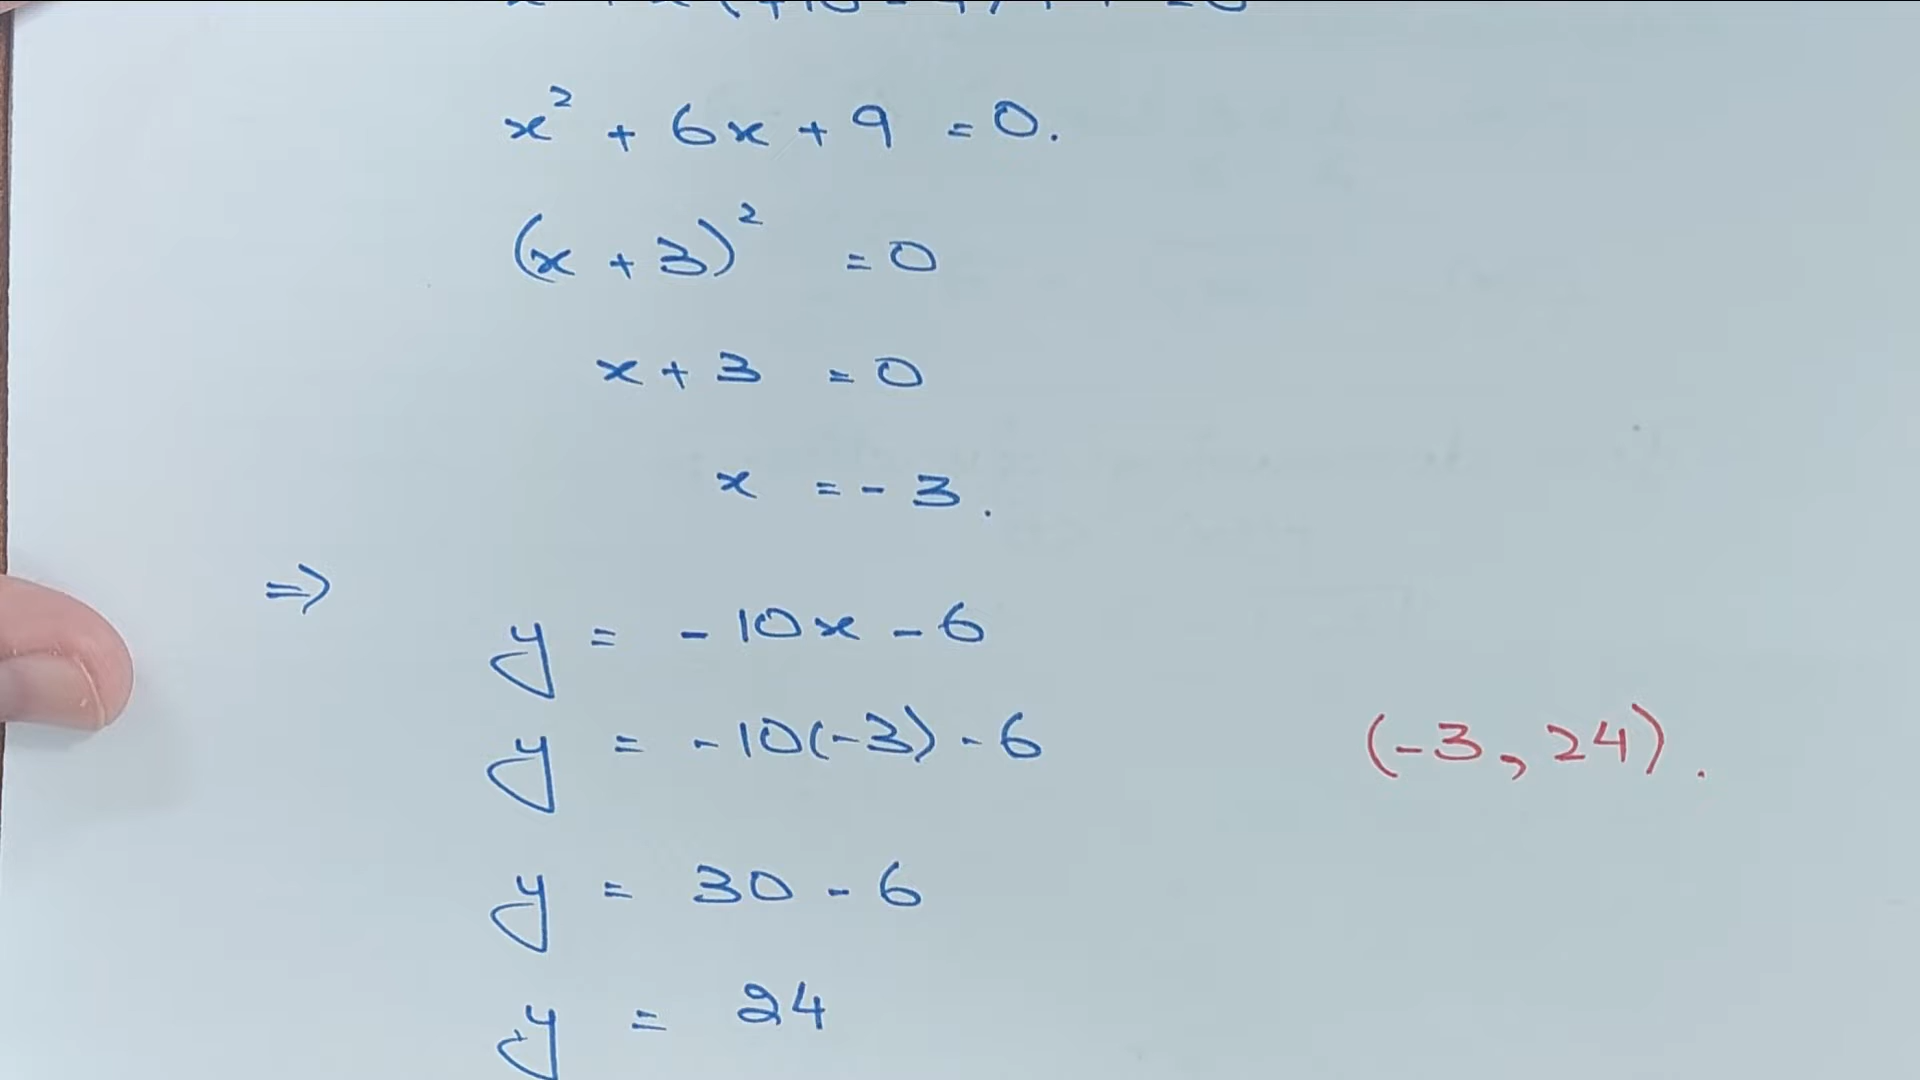 x² + 6x + 9 = 0.
(x + 3)² = 0
x + 3 = 0
x = - 3.
⇒
y = - 10x - 6
y = - 10(-3) - 6
(-3, 24).
y = 30 - 6
y = 24